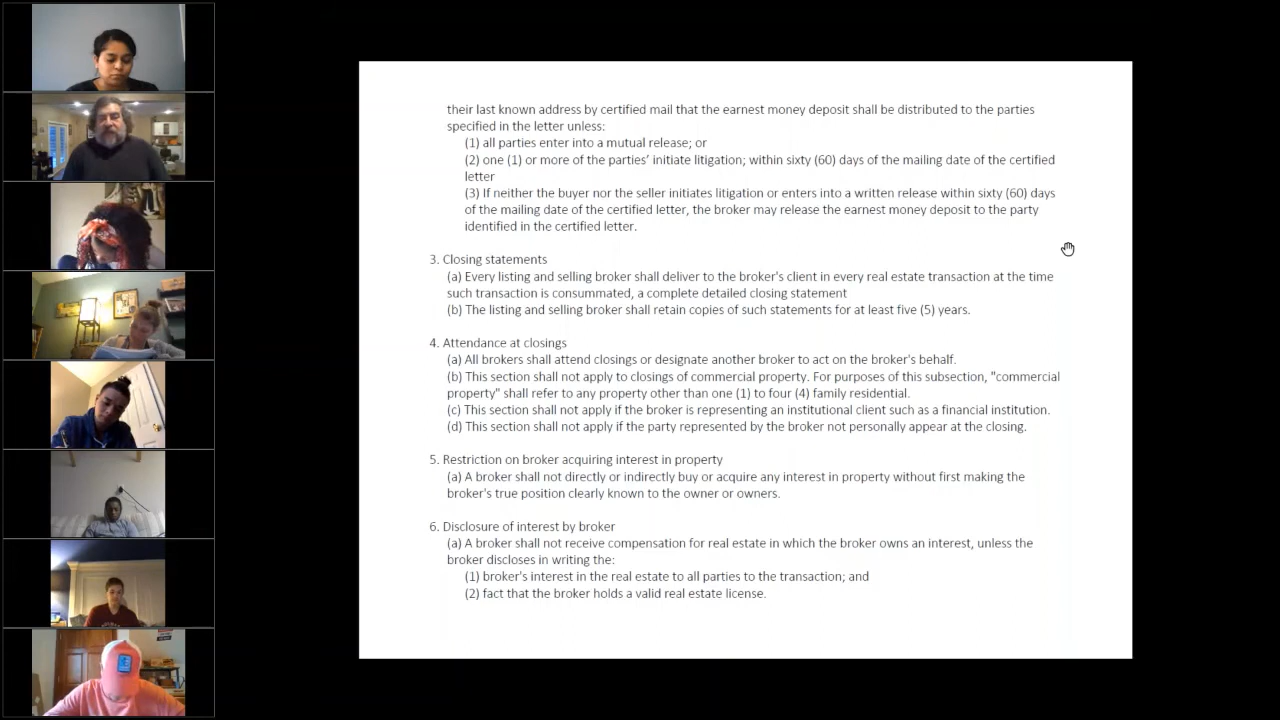 their last known address by certified mail that the earnest money deposit shall be distributed to the parties
specified in the letter unless:
(1) all parties enter into a mutual release; or
(2) one (1) or more of the parties’ initiate litigation; within sixty (60) days of the mailing date of the certified
letter
(3) If neither the buyer nor the seller initiates litigation or enters into a written release within sixty (60) days
of the mailing date of the certified letter, the broker may release the earnest money deposit to the party
identified in the certified letter.
3. Closing statements
(a) Every listing and selling broker shall deliver to the broker's client in every real estate transaction at the time
such transaction is consummated, a complete detailed closing statement
(b) The listing and selling broker shall retain copies of such statements for at least five (5) years.
4. Attendance at closings
(a) All brokers shall attend closings or designate another broker to act on the broker's behalf.
(b) This section shall not apply to closings of commercial property. For purposes of this subsection, "commercial
property" shall refer to any property other than one (1) to four (4) family residential.
(c) This section shall not apply if the broker is representing an institutional client such as a financial institution.
(d) This section shall not apply if the party represented by the broker not personally appear at the closing.
5. Restriction on broker acquiring interest in property
(a) A broker shall not directly or indirectly buy or acquire any interest in property without first making the
broker's true position clearly known to the owner or owners.
6. Disclosure of interest by broker
(a) A broker shall not receive compensation for real estate in which the broker owns an interest, unless the
broker discloses in writing the:
(1) broker's interest in the real estate to all parties to the transaction; and
(2) fact that the broker holds a valid real estate license.